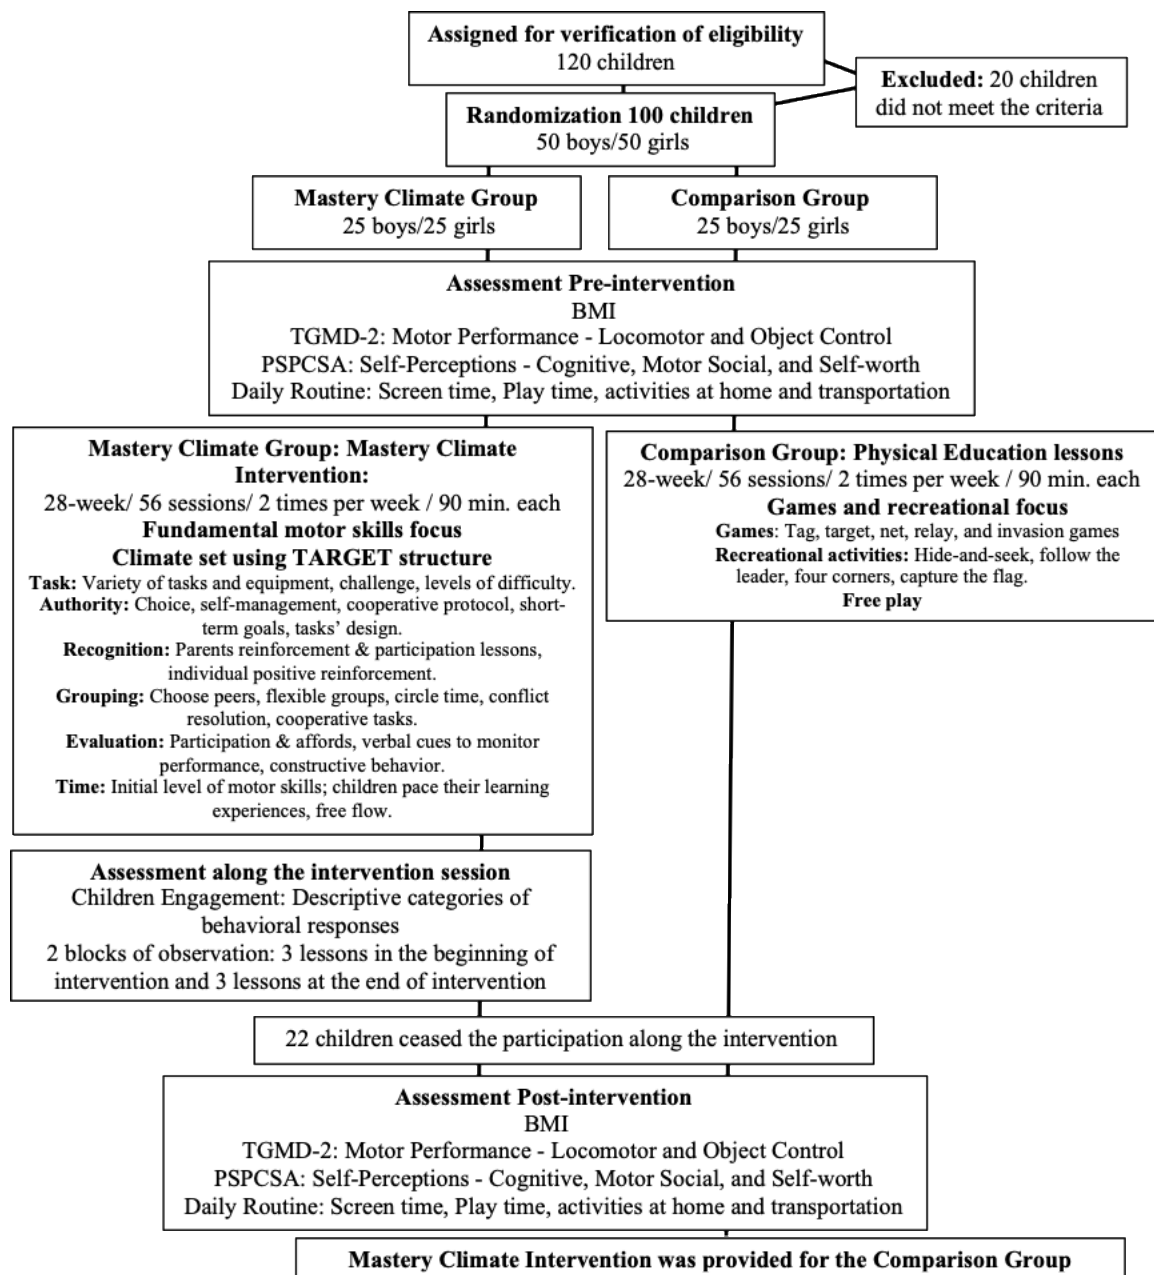 Assigned for verification of eligibility
120 children
Excluded: 20 children
did not meet the criteria
Randomization 100 children
50 boys/50 girls
Mastery Climate Group
25 boys/25 girls
Comparison Group
25 boys/25 girls
Assessment Pre-intervention
BMI
TGMD-2: Motor Performance - Locomotor and Object Control
PSPCSA: Self-Perceptions - Cognitive, Motor Social, and Self-worth
Daily Routine: Screen time, Play time, activities at home and transportation
Mastery Climate Group: Mastery Climate
Intervention:
28-week/ 56 sessions/ 2 times per week / 90 min. each
Fundamental motor skills focus
Climate set using TARGET structure
Task: Variety of tasks and equipment, challenge, levels of difficulty.
Authority: Choice, self-management, cooperative protocol, short-
term goals, tasks’ design.
Recognition: Parents reinforcement & participation lessons,
individual positive reinforcement.
Grouping: Choose peers, flexible groups, circle time, conflict
resolution, cooperative tasks.
Evaluation: Participation & affords, verbal cues to monitor
performance, constructive behavior.
Time: Initial level of motor skills; children pace their learning
experiences, free flow.
Comparison Group: Physical Education lessons
28-week/ 56 sessions/ 2 times per week / 90 min. each
Games and recreational focus
Games: Tag, target, net, relay, and invasion games
Recreational activities: Hide-and-seek, follow the
leader, four corners, capture the flag.
Free play
Assessment along the intervention session
Children Engagement: Descriptive categories of
behavioral responses
2 blocks of observation: 3 lessons in the beginning of
intervention and 3 lessons at the end of intervention
22 children ceased the participation along the intervention
Assessment Post-intervention
BMI
TGMD-2: Motor Performance - Locomotor and Object Control
PSPCSA: Self-Perceptions - Cognitive, Motor Social, and Self-worth
Daily Routine: Screen time, Play time, activities at home and transportation
Mastery Climate Intervention was provided for the Comparison Group